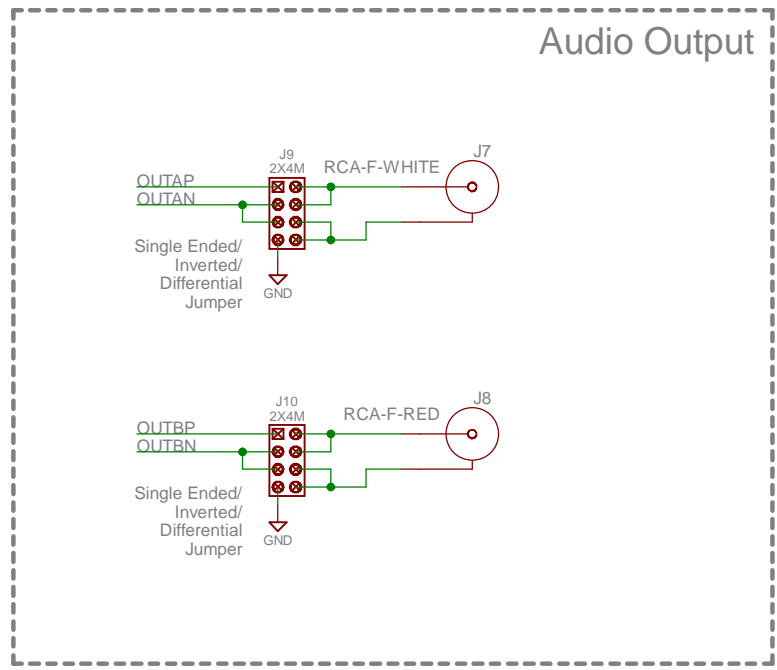 Audio Output
J9
2X4M
RCA-F-WHITE
J7
OUTAP
OUTAN
Single Ended/
Inverted/
Differential
Jumper
GND
J10
2X4M
RCA-F-RED
J8
OUTBP
OUTBN
Single Ended/
Inverted/
Differential
Jumper
GND